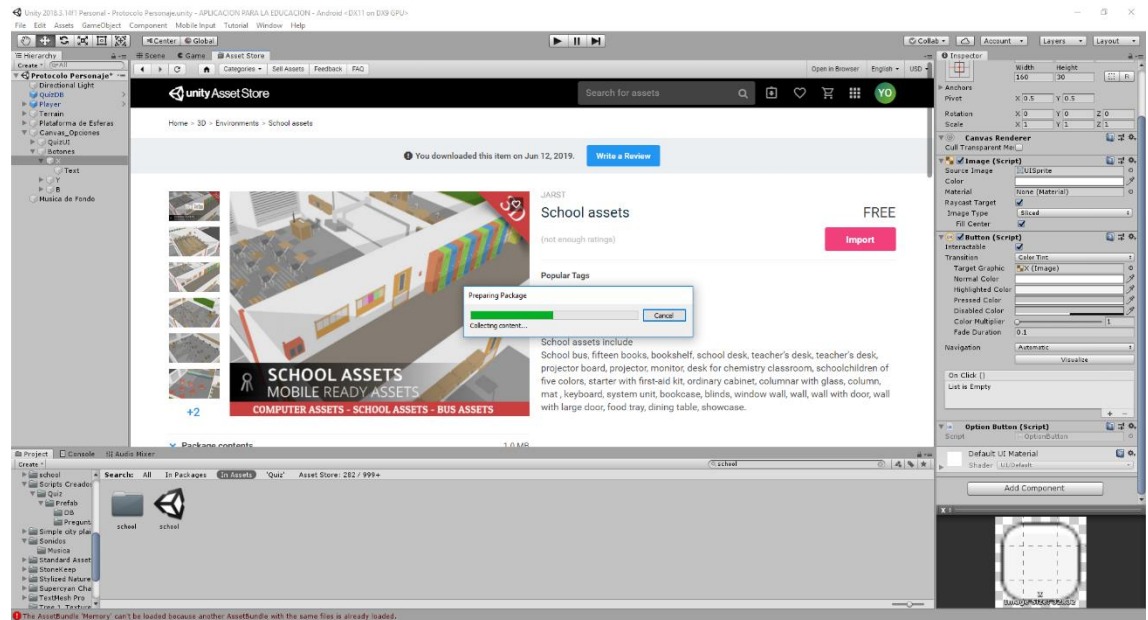 Unity 2018.3.14f1 Personal - Protocolo Personaje.unity - APLICACION PARA LA EDUCACION - Android <DX11 on DX9 GPU>
File Edit Assets GameObject Component Mobile Input Tutorial Window Help
Center Global Collab Account Layers Layout
Hierarchy
Create
Protocolo Personaje*
Directional Light
QuizDB
Player
Terrain
Plataforma de Esferas
Canvas_Opciones
QuizUI
Botones
X
Text
Y
B
Musica de Fondo
Scene Game Asset Store
Categories Sell Assets Feedback FAQ Open in Browser English USD
unity Asset Store Search for assets YO
Home > 3D > Environments > School assets
You downloaded this item on Jun 12, 2019. Write a Review
+2
SCHOOL ASSETS
MOBILE READY ASSETS
COMPUTER ASSETS - SCHOOL ASSETS - BUS ASSETS
JARST
School assets FREE
(not enough ratings) Import
Popular Tags
Preparing Package
Cancel
Collecting content...
School assets include
School bus, fifteen books, bookshelf, school desk, teacher's desk, teacher's desk,
projector board, projector, monitor, desk for chemistry classroom, schoolchildren of
five colors, starter with first-aid kit, ordinary cabinet, columnar with glass, column,
mat , keyboard, system unit, bookcase, blinds, window wall, wall, wall with door, wall
with large door, food tray, dining table, showcase.
Package contents 1.0 MB
Inspector
Width Height
160 30
R
Anchors
Pivot X 0.5 Y 0.5
Rotation X 0 Y 0 Z 0
Scale X 1 Y 1 Z 1
Canvas Renderer
Cull Transparent Me
Image (Script)
Source Image UISprite
Color
Material None (Material)
Raycast Target
Image Type Sliced
Fill Center
Button (Script)
Interactable
Transition Color Tint
Target Graphic X (Image)
Normal Color
Highlighted Color
Pressed Color
Disabled Color
Color Multiplier 1
Fade Duration 0.1
Navigation Automatic
Visualize
On Click ()
List is Empty
Option Button (Script)
Script OptionButton
Default UI Material
Shader UI/Default
Add Component
X
X
Image Size: 32x32
Project Console Audio Mixer
Create school
school
Scripts Creados
Quiz
Prefab
DB
Pregunt
Simple city plai
Sonidos
Musica
Standard Asset
StoneKeep
Stylized Nature
Supercyan Cha
TextMesh Pro
Tree_1_Texture
Search: All In Packages In Assets 'Quiz' Asset Store: 282 / 999+
school school
The AssetBundle 'Memory' can't be loaded because another AssetBundle with the same files is already loaded.